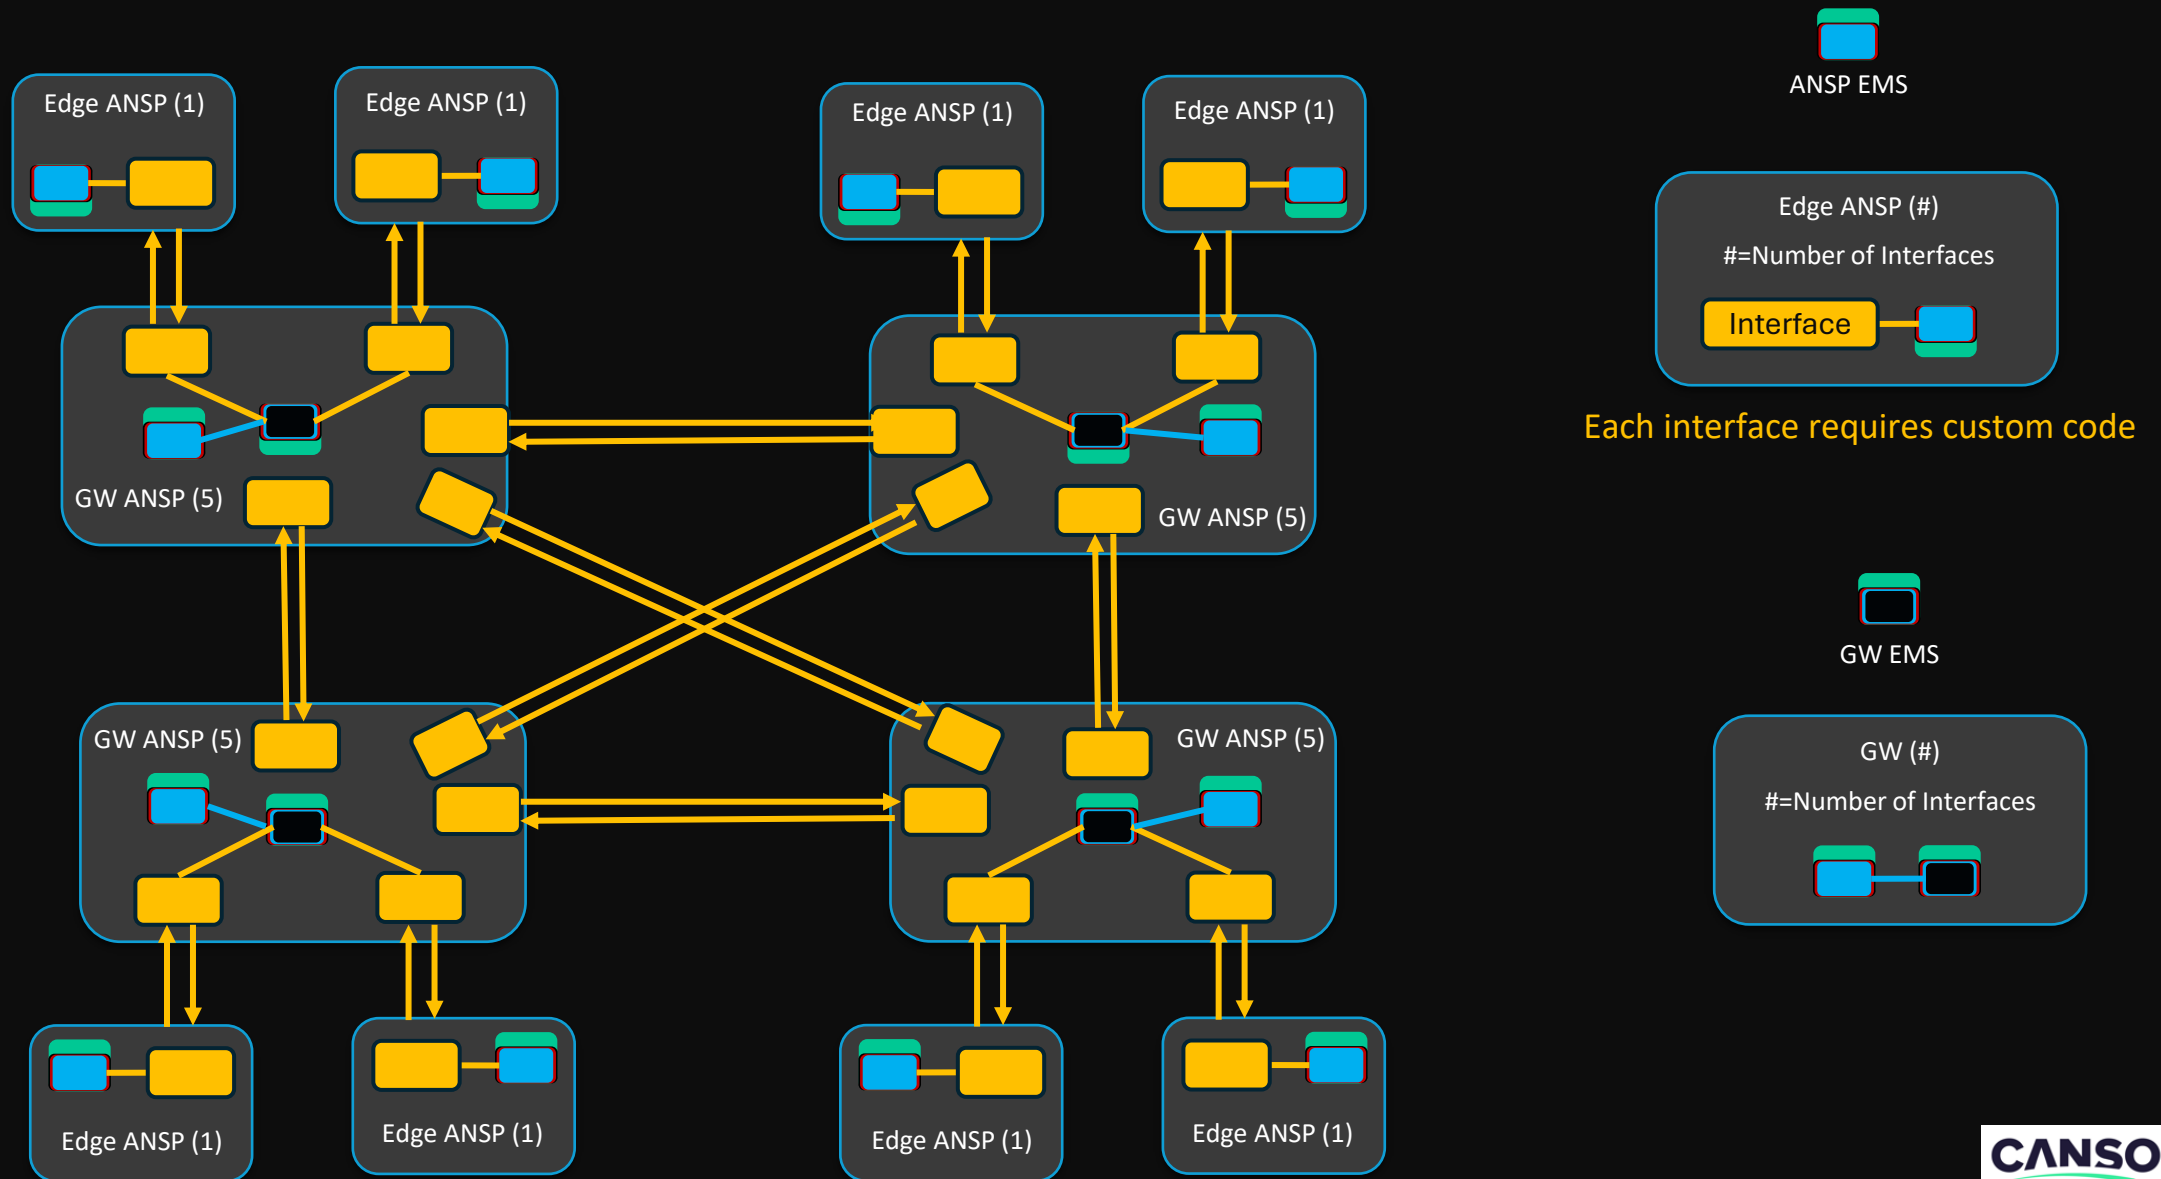 Edge ANSP (1)
Edge ANSP (1)
Edge ANSP (1)
Edge ANSP (1)
GW ANSP (5)
GW ANSP (5)
GW ANSP (5)
GW ANSP (5)
Edge ANSP (1)
Edge ANSP (1)
Edge ANSP (1)
Edge ANSP (1)
ANSP EMS
Edge ANSP (#)
#=Number of Interfaces
Interface
Each interface requires custom code
GW EMS
GW (#)
#=Number of Interfaces
CANSO